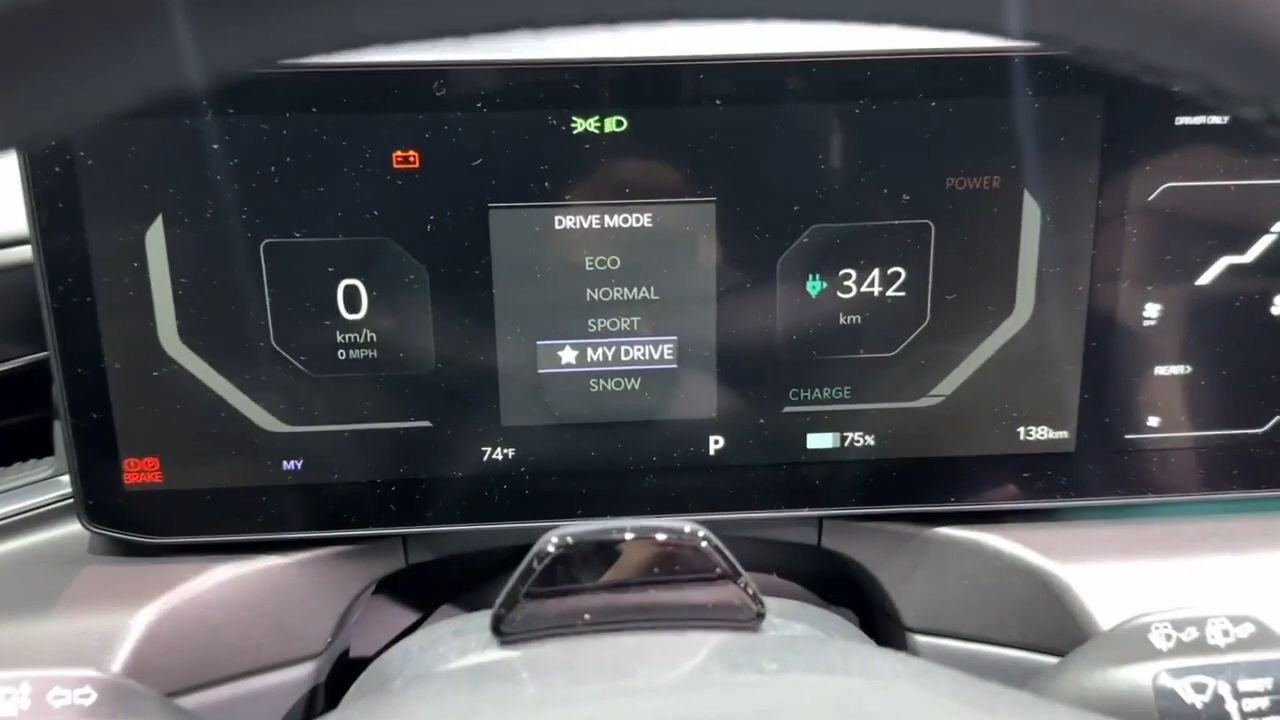 DRIVER ONLY
POWER
DRIVE MODE
ECO
NORMAL
SPORT
MY DRIVE
SNOW
0
km/h
0 MPH
342
km
CHARGE
REAR
BRAKE
MY
74°F
P
75%
138km
OFF